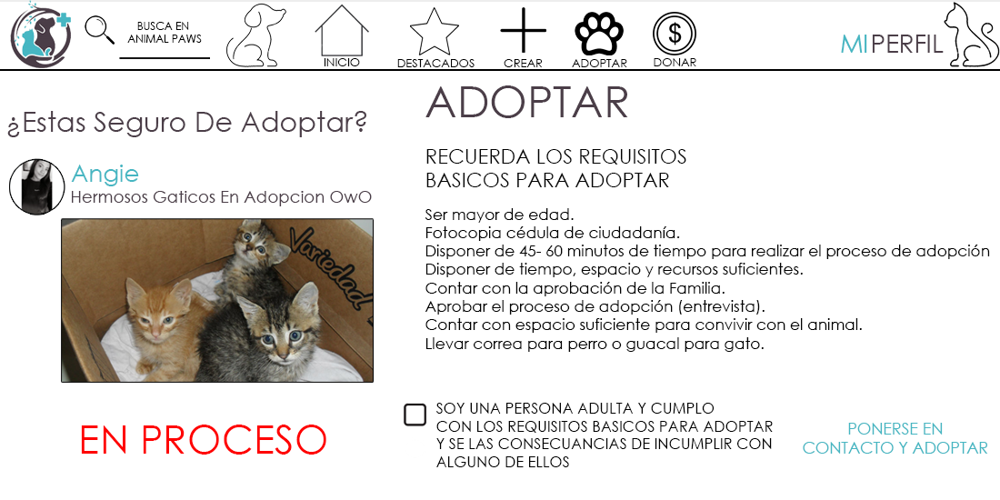 BUSCA EN
ANIMAL PAWS
INICIO
DESTACADOS
CREAR
ADOPTAR
$
DONAR
MIPERFIL
¿Estas Seguro De Adoptar?
Angie
Hermosos Gaticos En Adopcion OwO
Variedad
EN PROCESO
ADOPTAR
RECUERDA LOS REQUISITOS
BASICOS PARA ADOPTAR
Ser mayor de edad.
Fotocopia cédula de ciudadanía.
Disponer de 45- 60 minutos de tiempo para realizar el proceso de adopción
Disponer de tiempo, espacio y recursos suficientes.
Contar con la aprobación de la Familia.
Aprobar el proceso de adopción (entrevista).
Contar con espacio suficiente para convivir con el animal.
Llevar correa para perro o guacal para gato.
SOY UNA PERSONA ADULTA Y CUMPLO
CON LOS REQUISITOS BASICOS PARA ADOPTAR
Y SE LAS CONSECUANCIAS DE INCUMPLIR CON
ALGUNO DE ELLOS
PONERSE EN
CONTACTO Y ADOPTAR